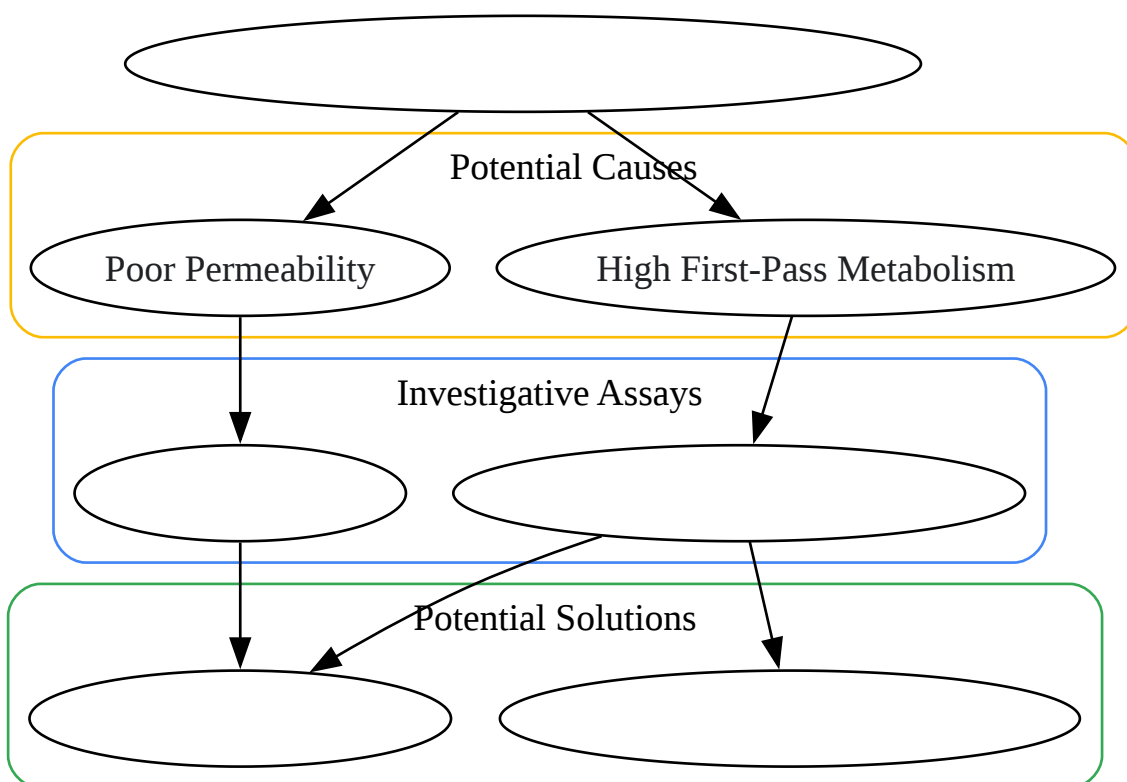 Potential Causes
Poor Permeability
High First-Pass Metabolism
Investigative Assays
Potential Solutions